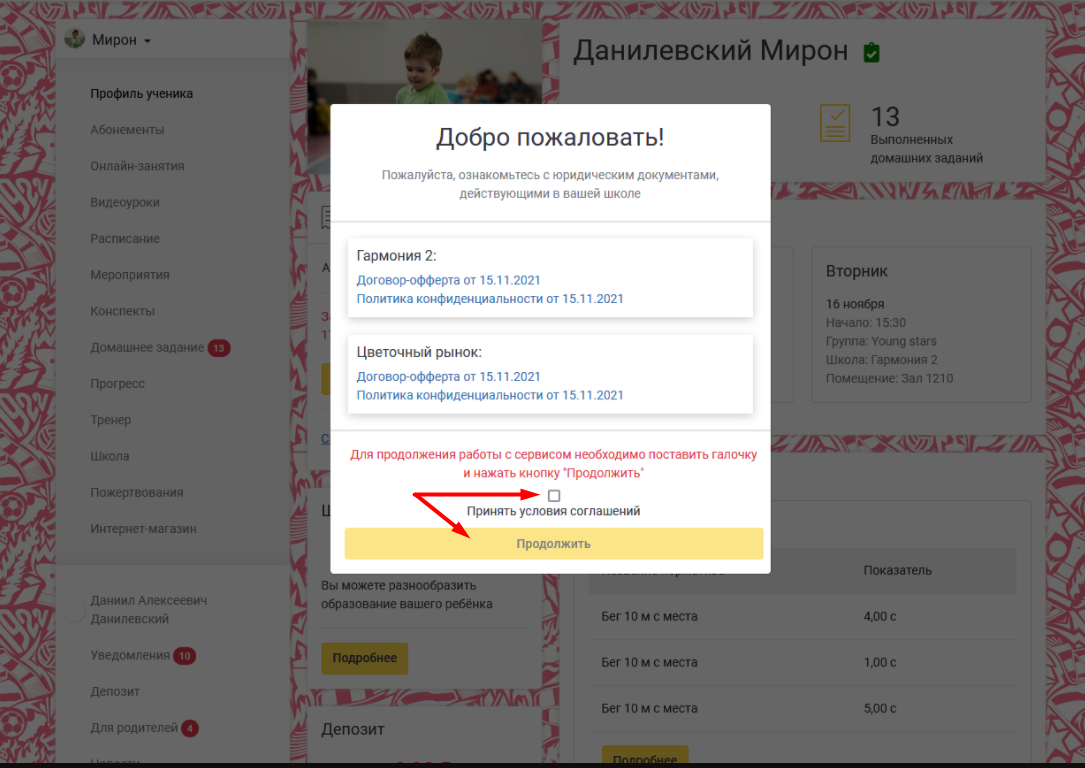 Мирон
Профиль ученика
Абонементы
Онлайн-занятия
Видеоуроки
Расписание
Мероприятия
Конспекты
Домашнее задание 13
Прогресс
Тренер
Школа
Пожертвования
Интернет-магазин
Даниил Алексеевич
Данилевский
Уведомления 10
Депозит
Для родителей 4
Данилевский Мирон
13
Выполненных
домашних заданий
Добро пожаловать!
Пожалуйста, ознакомьтесь с юридическим документами,
действующими в вашей школе
Гармония 2:
Договор-офферта от 15.11.2021
Политика конфиденциальности от 15.11.2021
Цветочный рынок:
Договор-офферта от 15.11.2021
Политика конфиденциальности от 15.11.2021
Для продолжения работы с сервисом необходимо поставить галочку
и нажать кнопку "Продолжить"
Принять условия соглашений
Продолжить
Вторник
16 ноября
Начало: 15:30
Группа: Young stars
Школа: Гармония 2
Помещение: Зал 1210
Вы можете разнообразить
образование вашего ребёнка
Подробнее
Депозит
Показатель
Бег 10 м с места 4,00 с
Бег 10 м с места 1,00 с
Бег 10 м с места 5,00 с
Подробнее